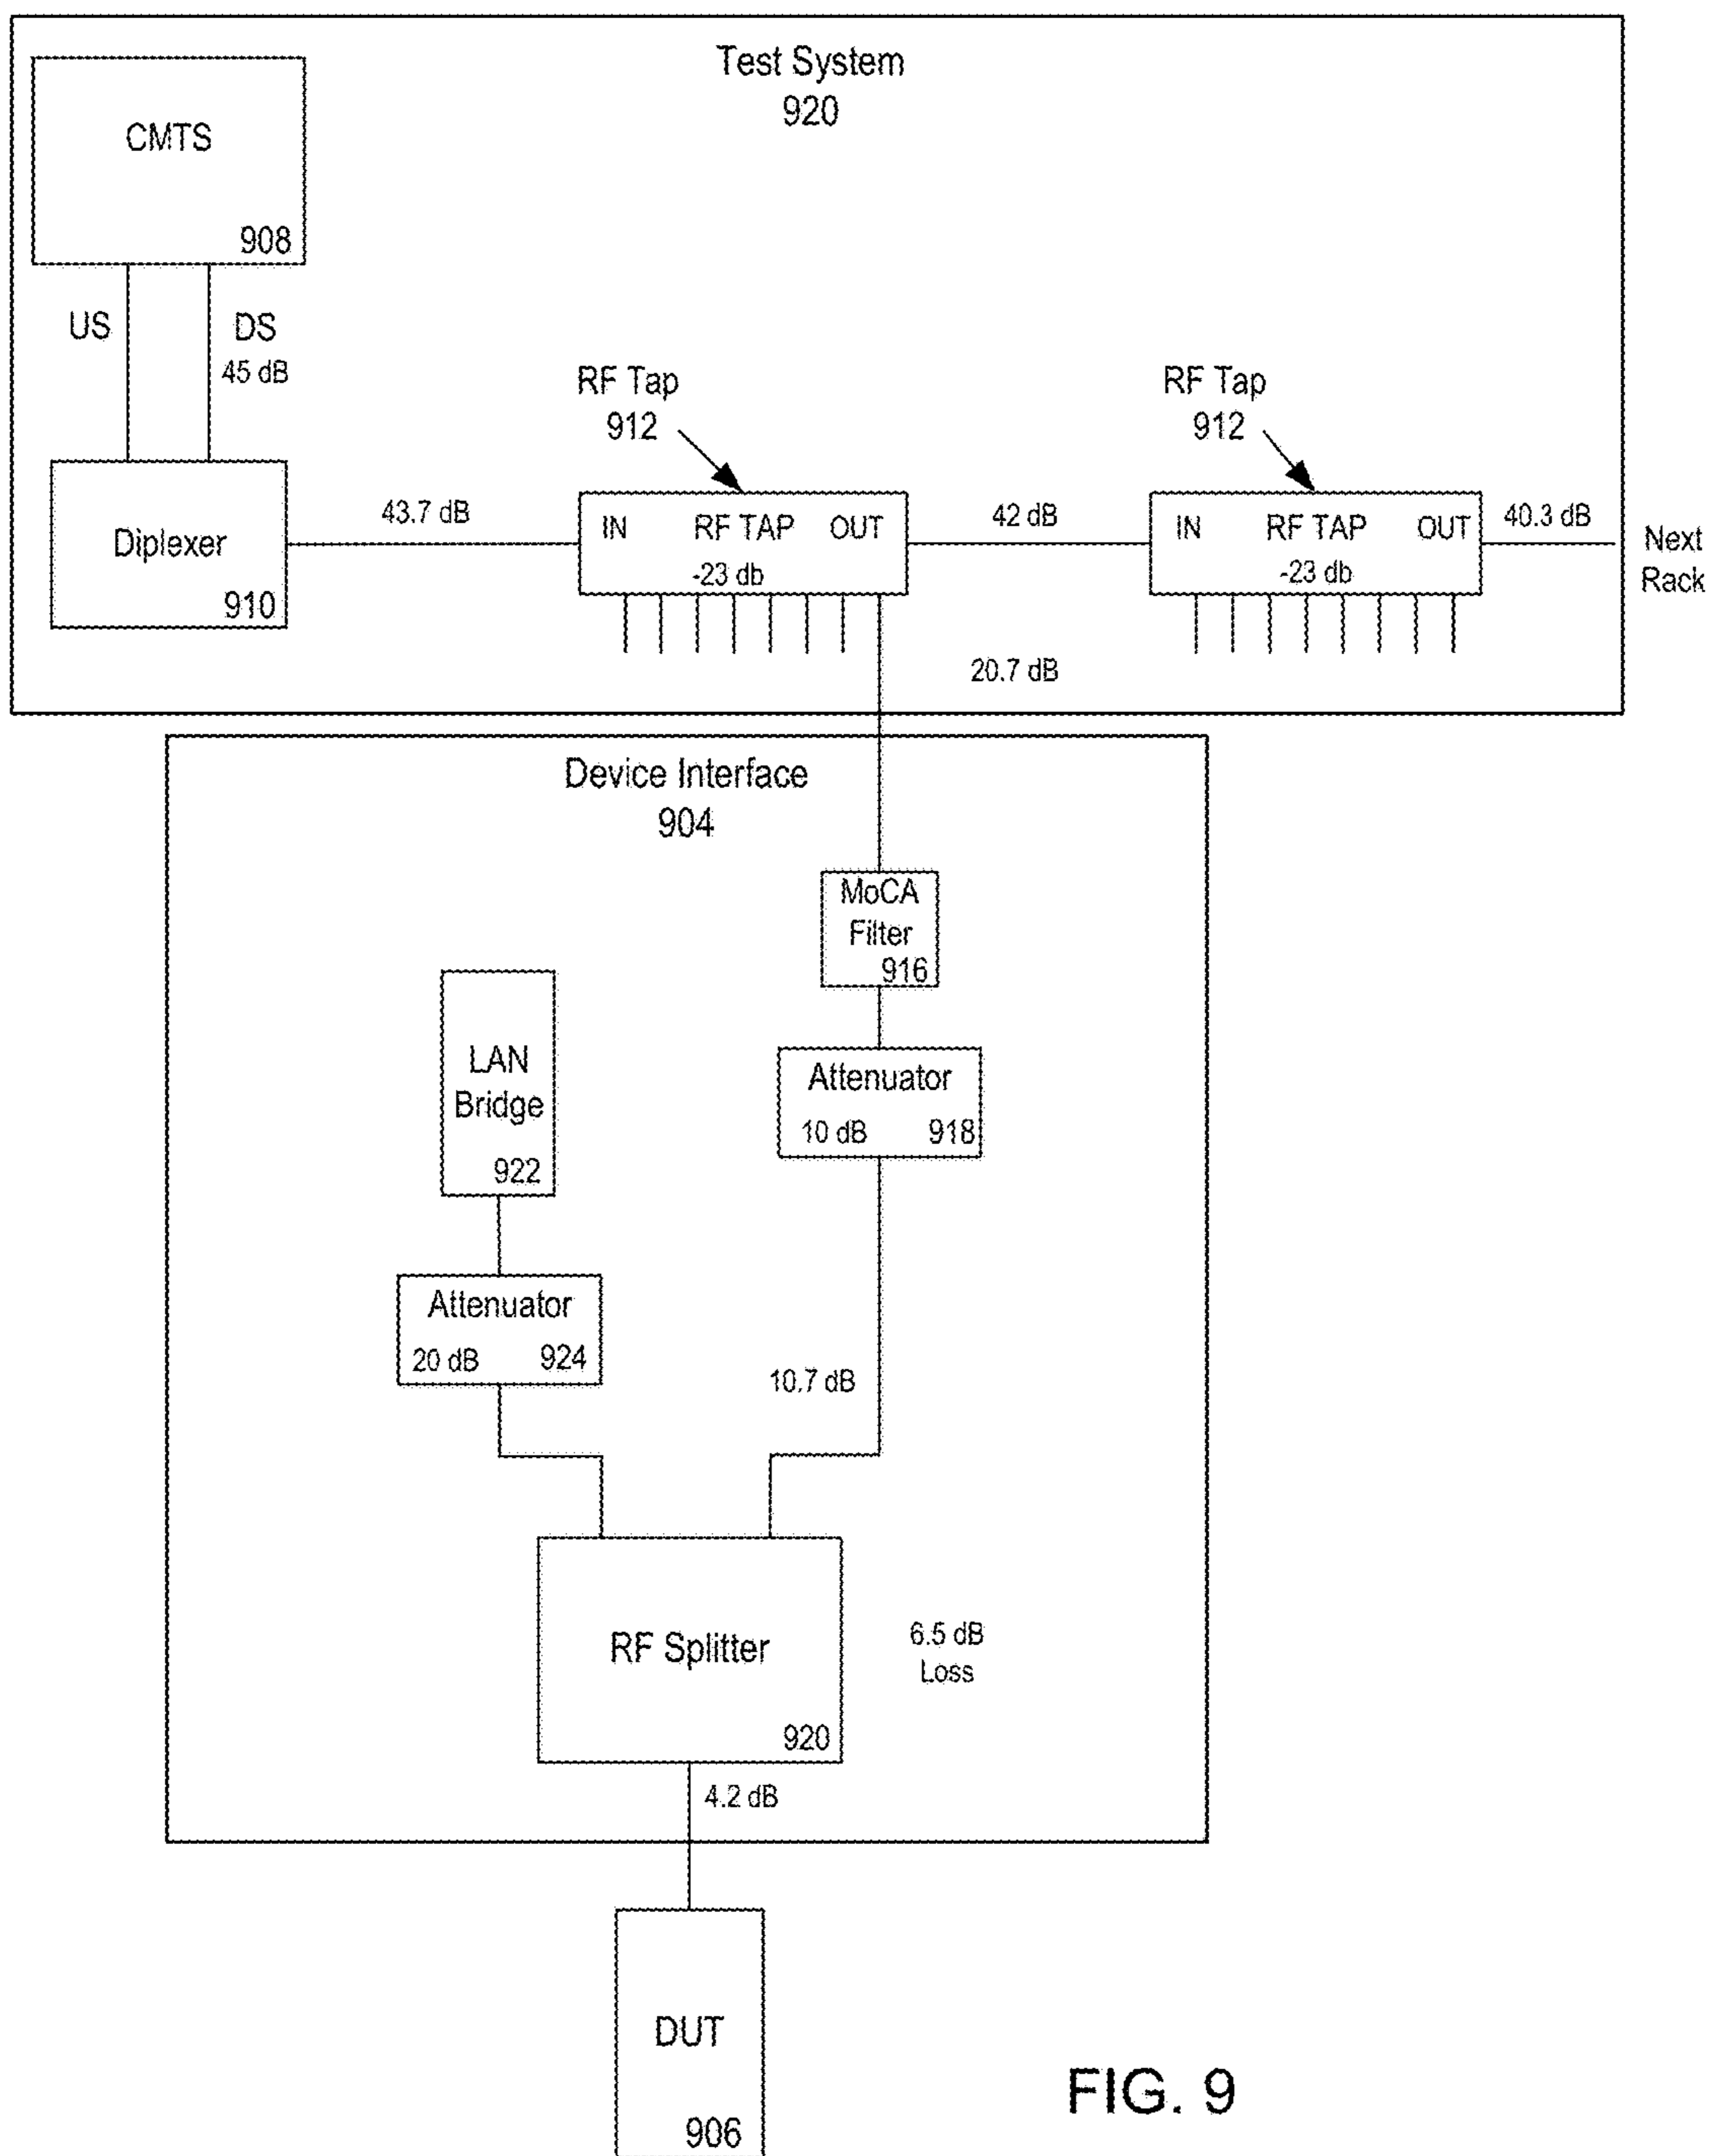 Test System
920
CMTS
908
US
DS
45 dB
RF Tap
912
RF Tap
912
Diplexer
910
43.7 dB
IN RF TAP OUT
-23 db
42 dB
IN RF TAP OUT
-23 db
40.3 dB
Next
Rack
20.7 dB
Device Interface
904
MoCA
Filter
916
LAN
Bridge
922
Attenuator
10 dB 918
Attenuator
20 dB 924
10.7 dB
RF Splitter
920
6.5 dB
Loss
4.2 dB
DUT
906
FIG. 9